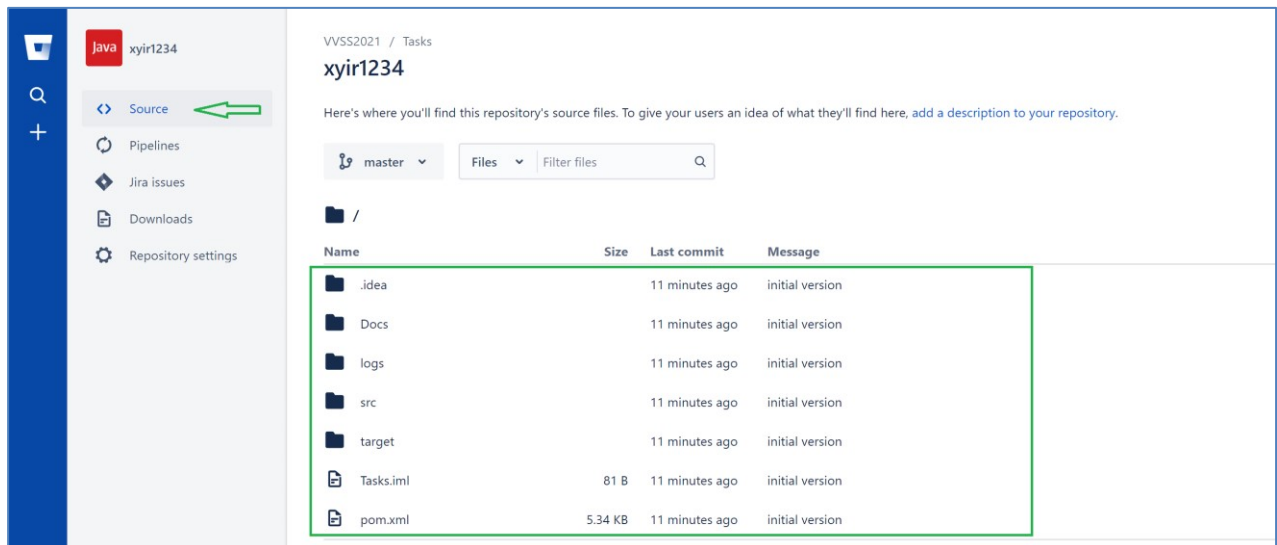 Java xyir1234
Source
Pipelines
Jira issues
Downloads
Repository settings
VVSS2021 / Tasks
xyir1234
Here's where you'll find this repository's source files. To give your users an idea of what they'll find here, add a description to your repository.
master Files Filter files
/
Name Size Last commit Message
.idea 11 minutes ago initial version
Docs 11 minutes ago initial version
logs 11 minutes ago initial version
src 11 minutes ago initial version
target 11 minutes ago initial version
Tasks.iml 81 B 11 minutes ago initial version
pom.xml 5.34 KB 11 minutes ago initial version